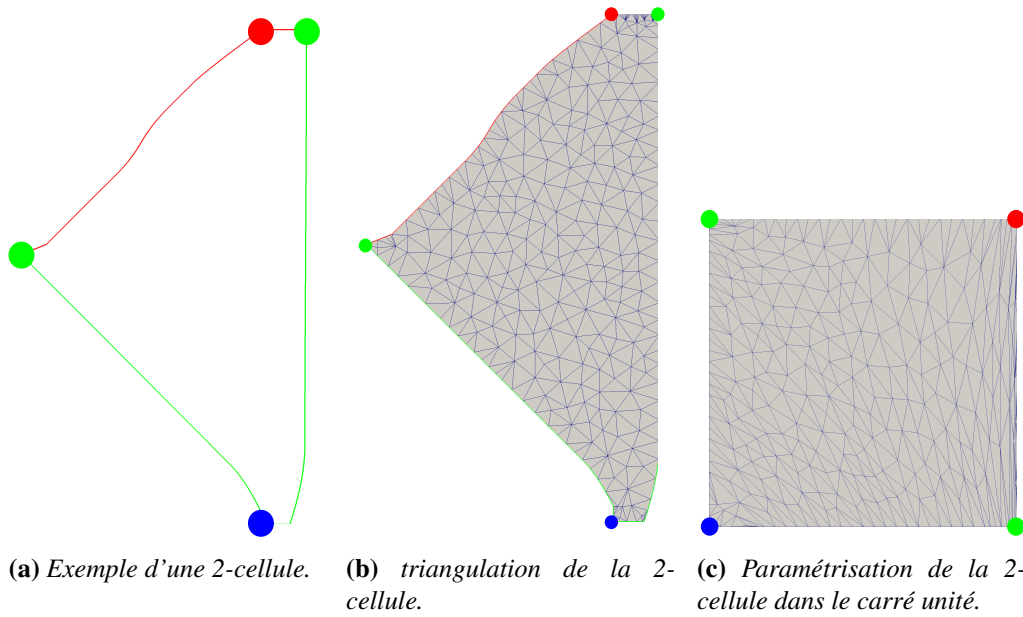 (a) Exemple d'une 2-cellule.
(b) triangulation de la 2-
cellule.
(c) Paramétrisation de la 2-
cellule dans le carré unité.